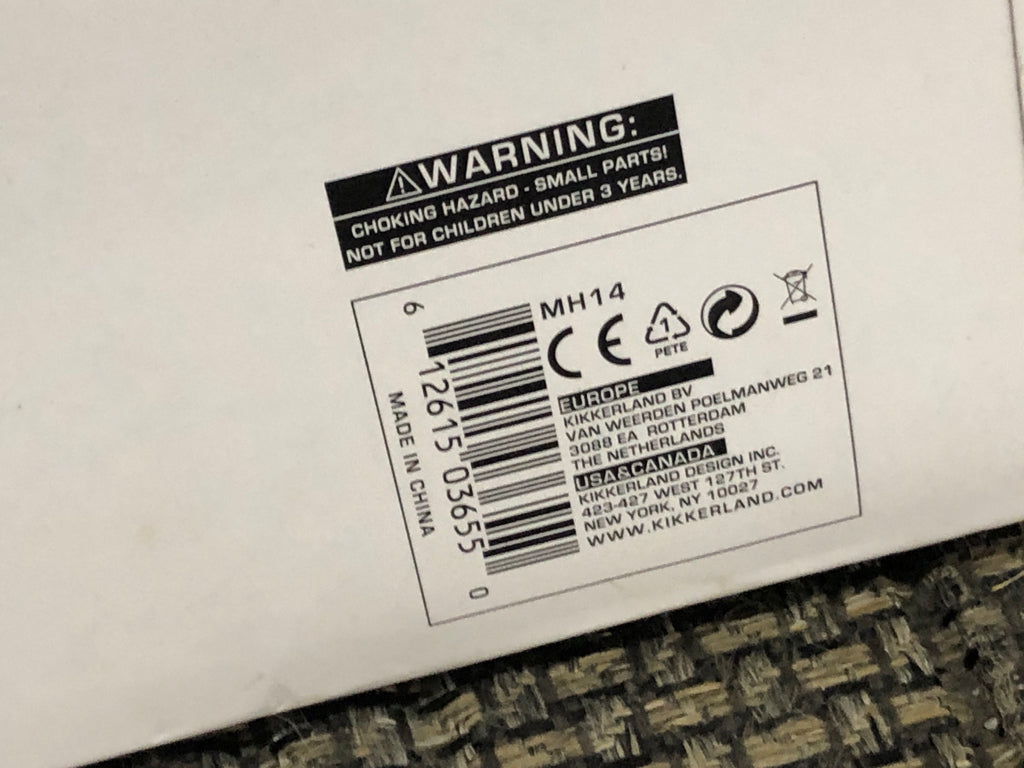 WARNING:
CHOKING HAZARD - SMALL PARTS!
NOT FOR CHILDREN UNDER 3 YEARS.
MH14
CE
1
PETE
EUROPE
KIKKERLAND BV
VAN WEERDEN POELMANWEG 21
3088 EA ROTTERDAM
THE NETHERLANDS
USA&CANADA
KIKKERLAND DESIGN INC.
423-427 WEST 127TH ST.
NEW YORK, NY 10027
WWW.KIKKERLAND.COM
6 12615 03655 0
MADE IN CHINA